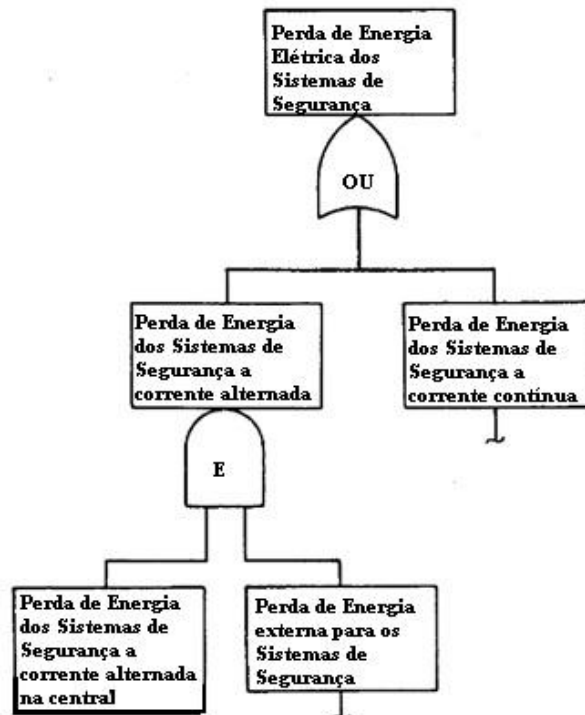 Perda de Energia
Elétrica dos
Sistemas de
Segurança
OU
Perda de Energia
dos Sistemas de
Segurança a
corrente alternada
Perda de Energia
dos Sistemas de
Segurança a
corrente contínua
E
Perda de Energia
dos Sistemas de
Segurança a
corrente alternada
na central
Perda de Energia
externa para os
Sistemas de
Segurança